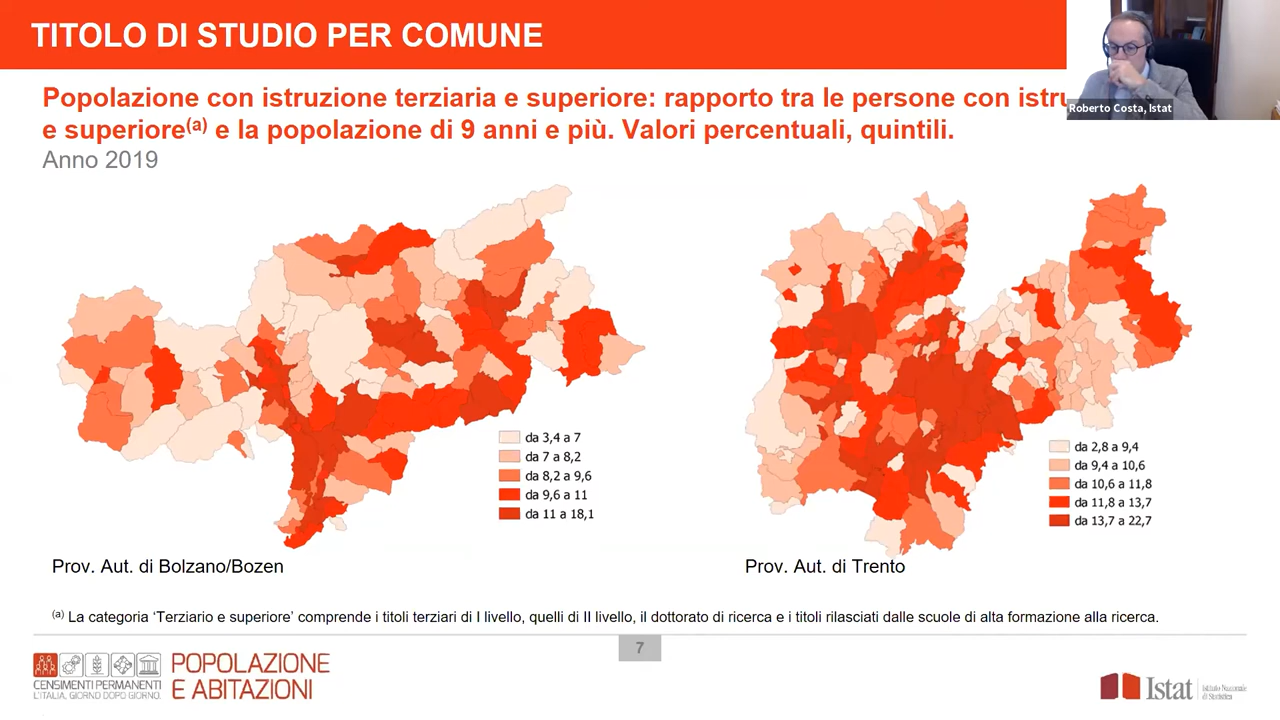 TITOLO DI STUDIO PER COMUNE
Roberto Costa, Istat
Popolazione con istruzione terziaria e superiore: rapporto tra le persone con istru
e superiore(a) e la popolazione di 9 anni e più. Valori percentuali, quintili.
Anno 2019
da 3,4 a 7
da 7 a 8,2
da 8,2 a 9,6
da 9,6 a 11
da 11 a 18,1
da 2,8 a 9,4
da 9,4 a 10,6
da 10,6 a 11,8
da 11,8 a 13,7
da 13,7 a 22,7
Prov. Aut. di Bolzano/Bozen
Prov. Aut. di Trento
(a) La categoria ‘Terziario e superiore’ comprende i titoli terziari di I livello, quelli di II livello, il dottorato di ricerca e i titoli rilasciati dalle scuole di alta formazione alla ricerca.
7
CENSIMENTI PERMANENTI
L'ITALIA, GIORNO DOPO GIORNO.
POPOLAZIONE
E ABITAZIONI
Istat
Istituto Nazionale
di Statistica